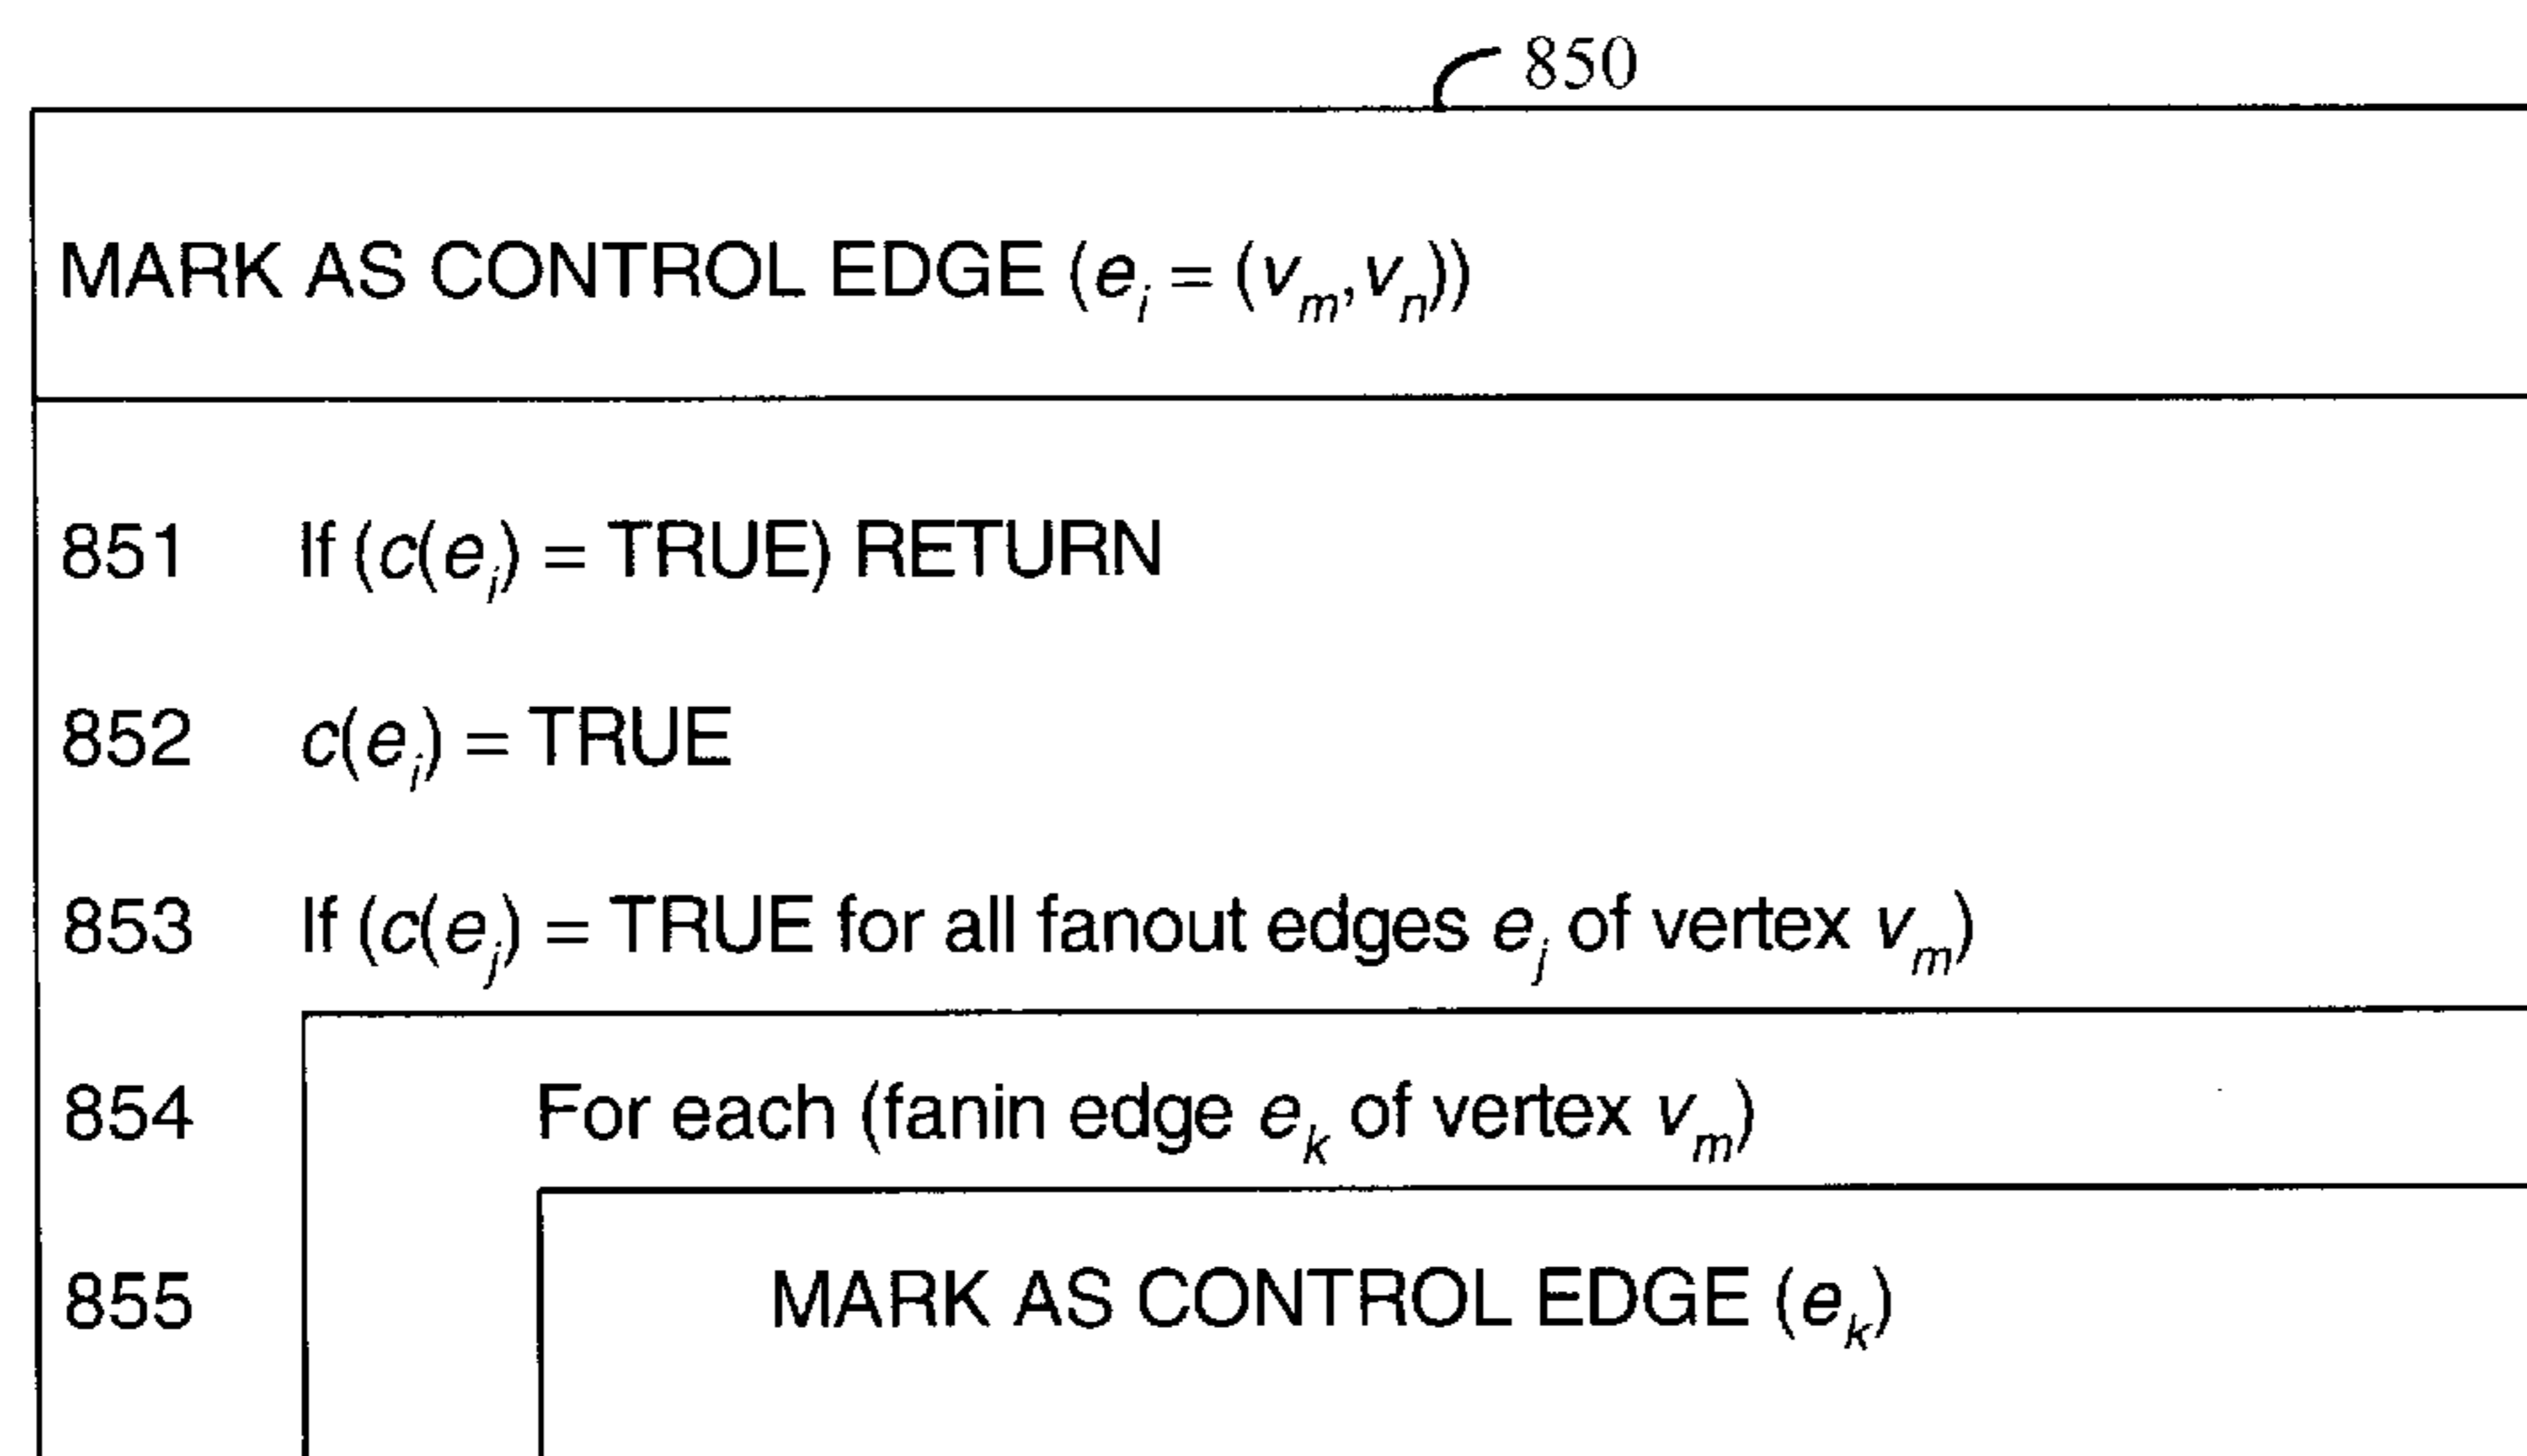 850
MARK AS CONTROL EDGE (e_i = (v_m, v_n))
851 If (c(e_i) = TRUE) RETURN
852 c(e_i) = TRUE
853 If (c(e_j) = TRUE for all fanout edges e_j of vertex v_m)
854 For each (fanin edge e_k of vertex v_m)
855 MARK AS CONTROL EDGE (e_k)